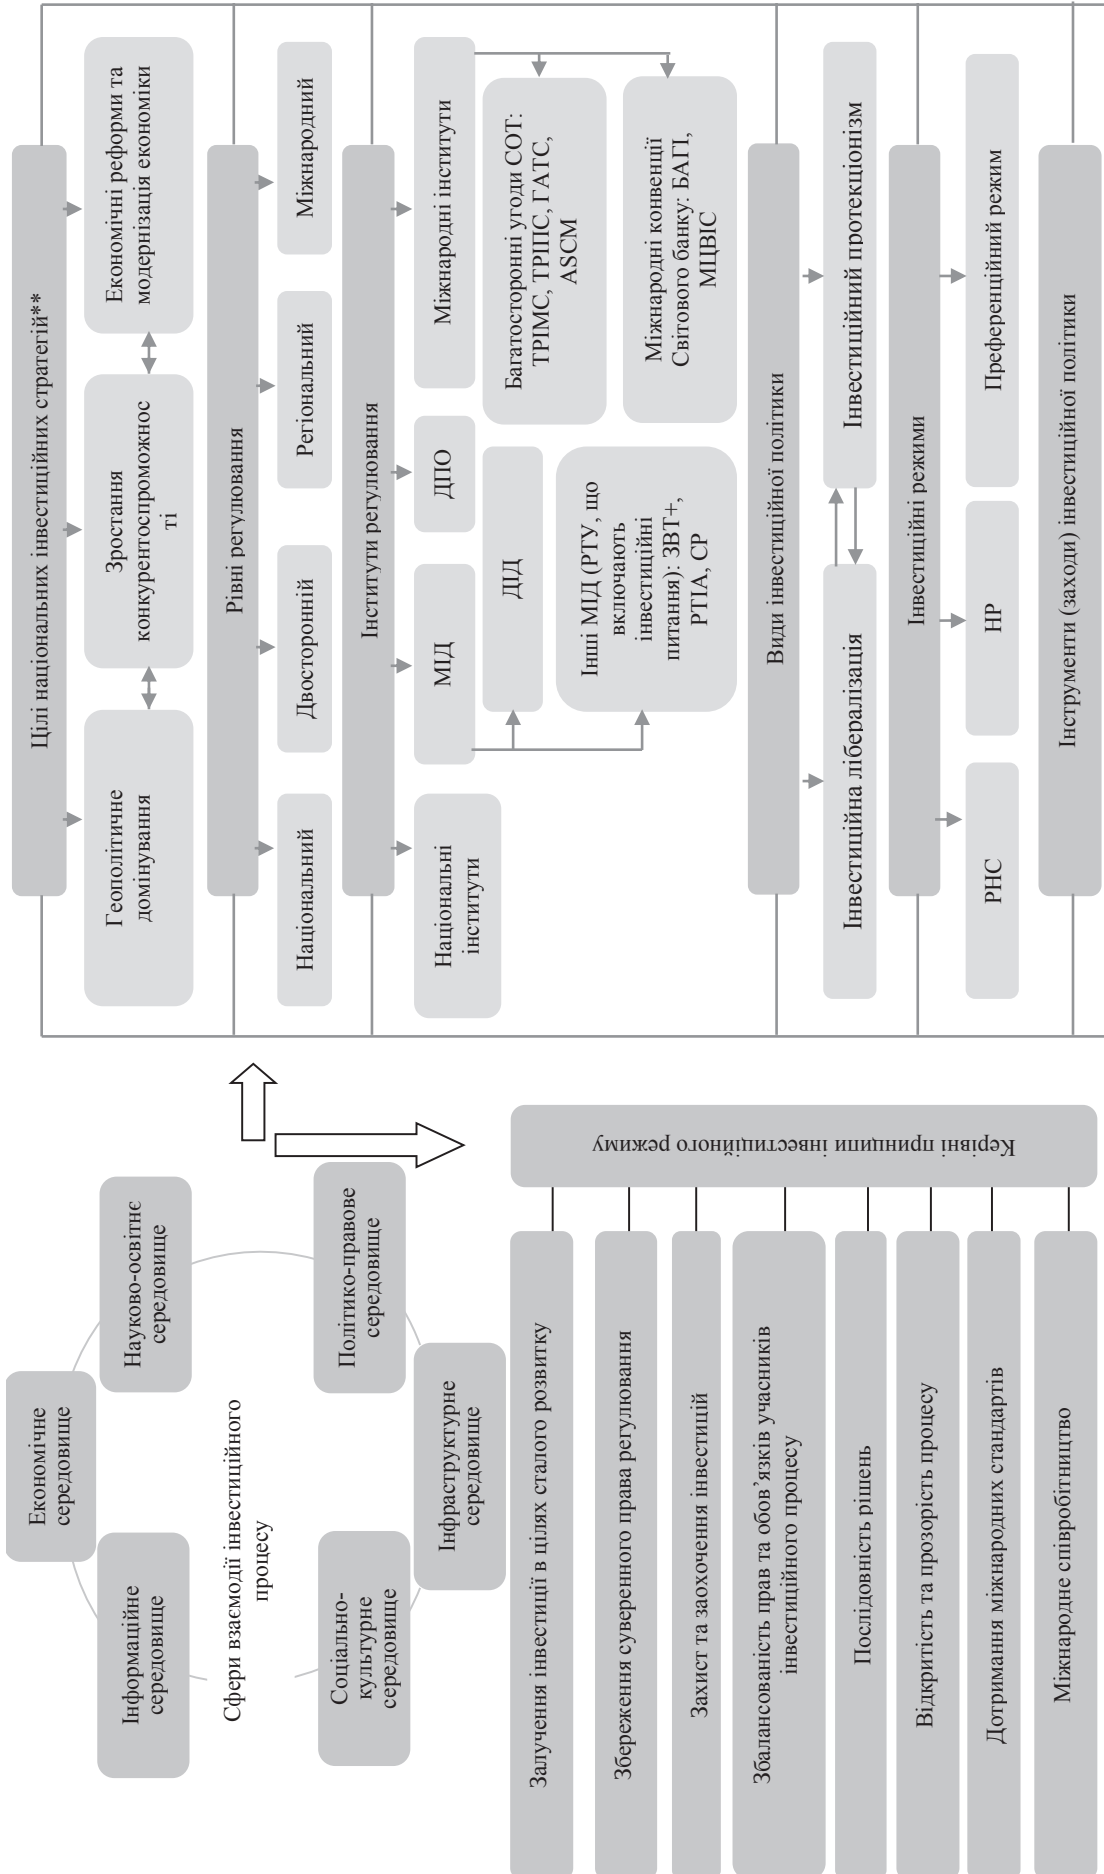 Економічне
середовище
Інформаційне
середовище
Науково-освітнє
середовище
Сфери взаємодії інвестиційного
процесу
Соціально-
культурне
середовище
Політико-правове
середовище
Інфраструктурне
середовище
Залучення інвестиції в цілях сталого розвитку
Збереження суверенного права регулювання
Захист та заохочення інвестицій
Збалансованість прав та обов’язків учасників
інвестиційного процесу
Послідовність рішень
Відкритість та прозорість процесу
Дотримання міжнародних стандартів
Міжнародне співробітництво
Керівні принципи інвестиційного режиму
Цілі національних інвестиційних стратегій**
Геополітичне
домінування
Зростання
конкурентоспроможнос
ті
Економічні реформи та
модернізація економіки
Рівні регулювання
Національний
Двосторонній
Регіональний
Міжнародний
Інститути регулювання
Національні
інститути
МІД
ДПО
Міжнародні інститути
ДІД
Інші МІД (РТУ, що
включають
інвестиційні
питання): ЗВТ+,
РТІА, СР
Багатосторонні угоди СОТ:
ТРІМС, ТРІПС, ГАТС,
ASCM
Міжнародні конвенції
Світового банку: БАГІ,
МЦВІС
Види інвестиційної політики
Інвестиційна лібералізація
Інвестиційний протекціонізм
Інвестиційні режими
РНС
НР
Преференційний режим
Інструменти (заходи) інвестиційної політики